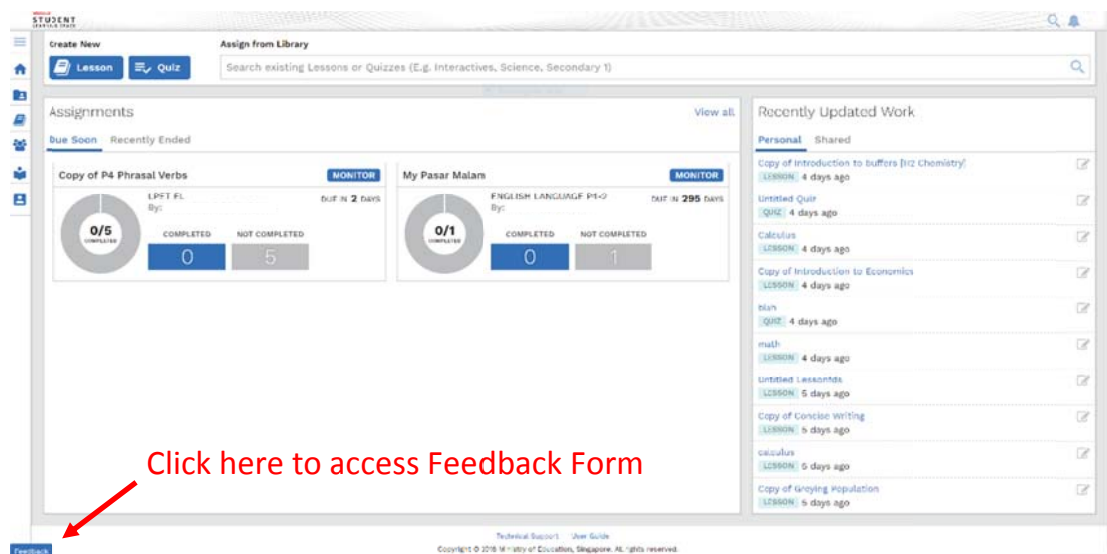 STUDENT
Create New
Assign from Library
Lesson
Quiz
Search existing Lessons or Quizzes (E.g. Interactives, Science, Secondary 1)
Assignments
View all
Due Soon Recently Ended
Copy of P4 Phrasal Verbs
MONITOR
LPET EL
By:
DUE IN 2 DAYS
0/5
COMPLETED
COMPLETED NOT COMPLETED
0 5
My Pasar Malam
MONITOR
ENGLISH LANGUAGE P1-2
By:
DUE IN 295 DAYS
0/1
COMPLETED
COMPLETED NOT COMPLETED
0 1
Recently Updated Work
Personal Shared
Copy of Introduction to Buffers [H2 Chemistry]
LESSON 4 days ago
Untitled Quiz
QUIZ 4 days ago
Calculus
LESSON 4 days ago
Copy of Introduction to Economics
LESSON 4 days ago
blah
QUIZ 4 days ago
math
LESSON 4 days ago
Untitled Lessonfds
LESSON 5 days ago
Copy of Concise Writing
LESSON 5 days ago
calculus
LESSON 5 days ago
Copy of Greying Population
LESSON 5 days ago
Click here to access Feedback Form
Feedback
Technical Support User Guide
Copyright © 2018 Ministry of Education, Singapore. All rights reserved.